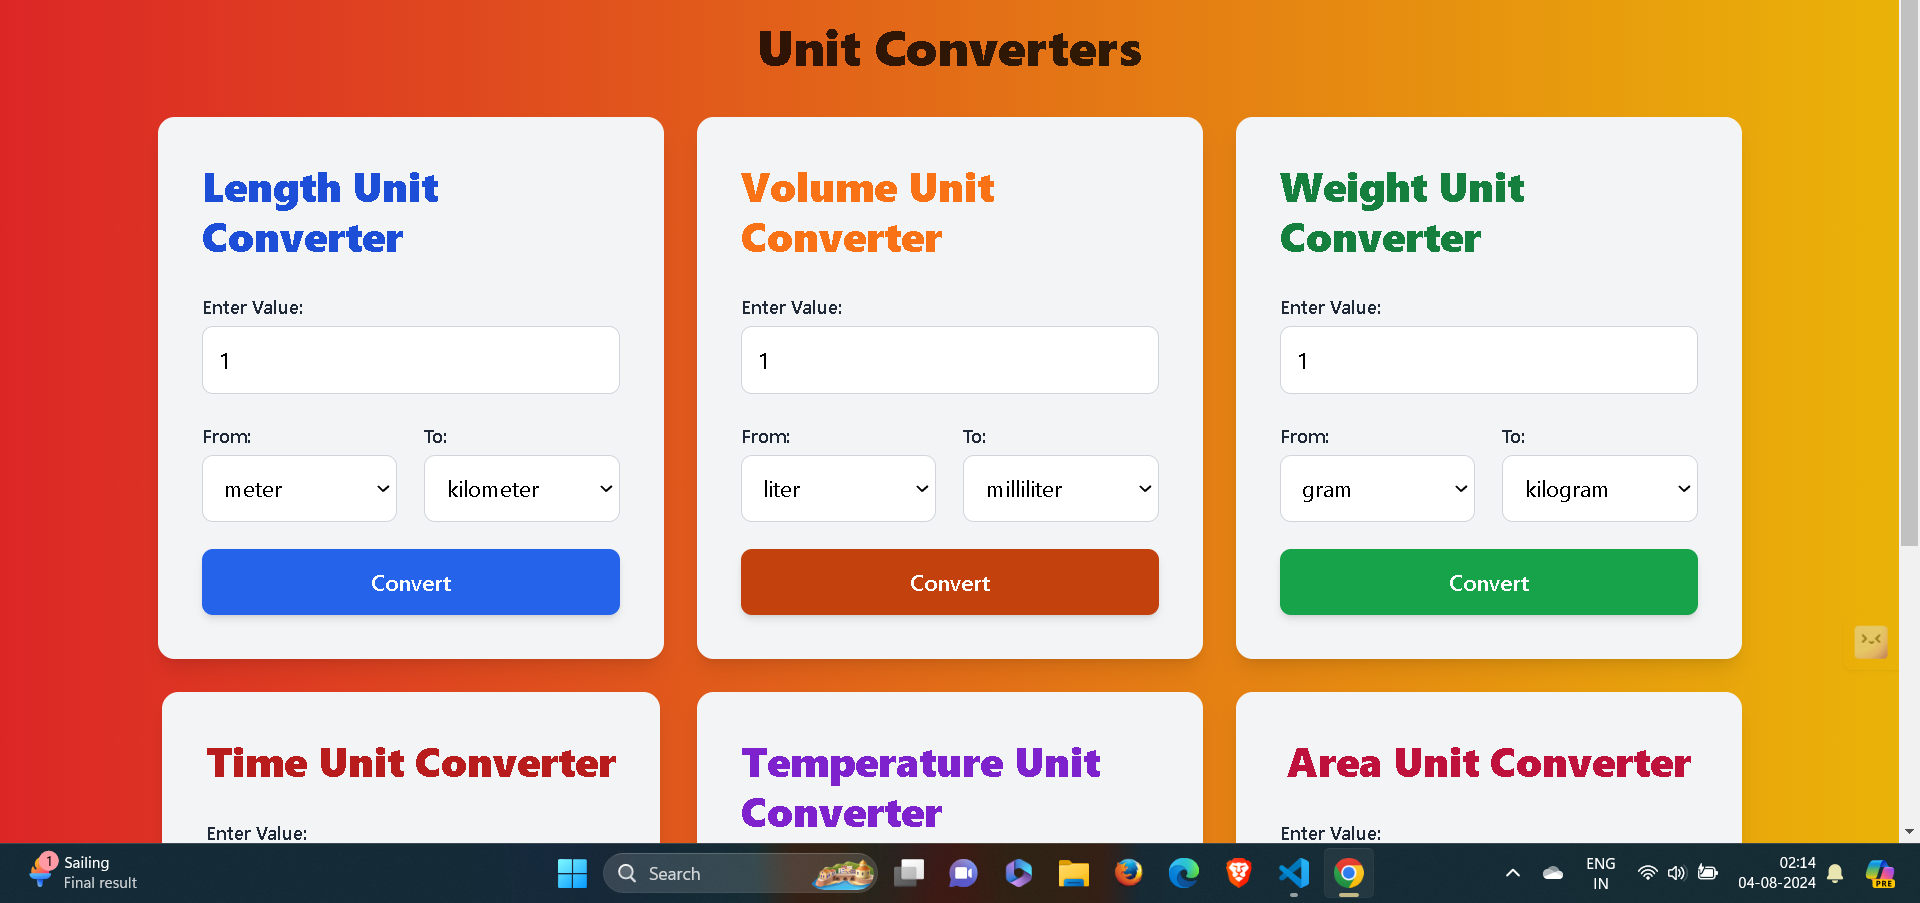 Unit Converters
Length Unit
Converter
Enter Value:
1
From:
To:
meter
kilometer
Convert
Volume Unit
Converter
Enter Value:
1
From:
To:
liter
milliliter
Convert
Weight Unit
Converter
Enter Value:
1
From:
To:
gram
kilogram
Convert
Time Unit Converter
Enter Value:
Temperature Unit
Converter
Area Unit Converter
Enter Value:
1
Sailing
Final result
Search
ENG
IN
02:14
04-08-2024
PRE